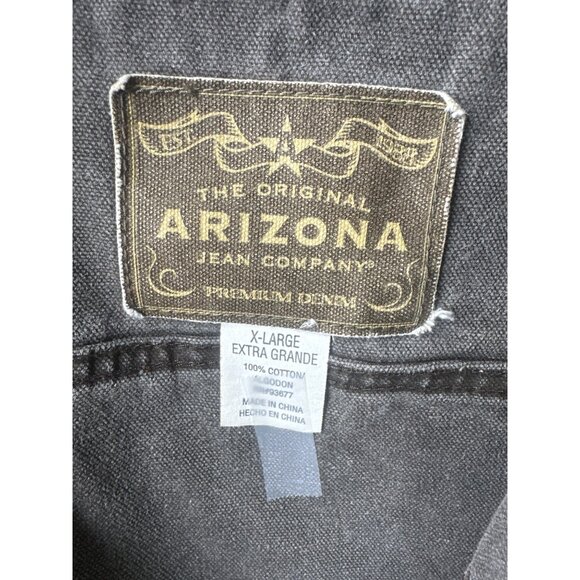 EST.
THE ORIGINAL
ARIZONA
JEAN COMPANY®
PREMIUM DENIM
X-LARGE
EXTRA GRANDE
100% COTTON/
ALGODON
93677
MADE IN CHINA
HECHO EN CHINA